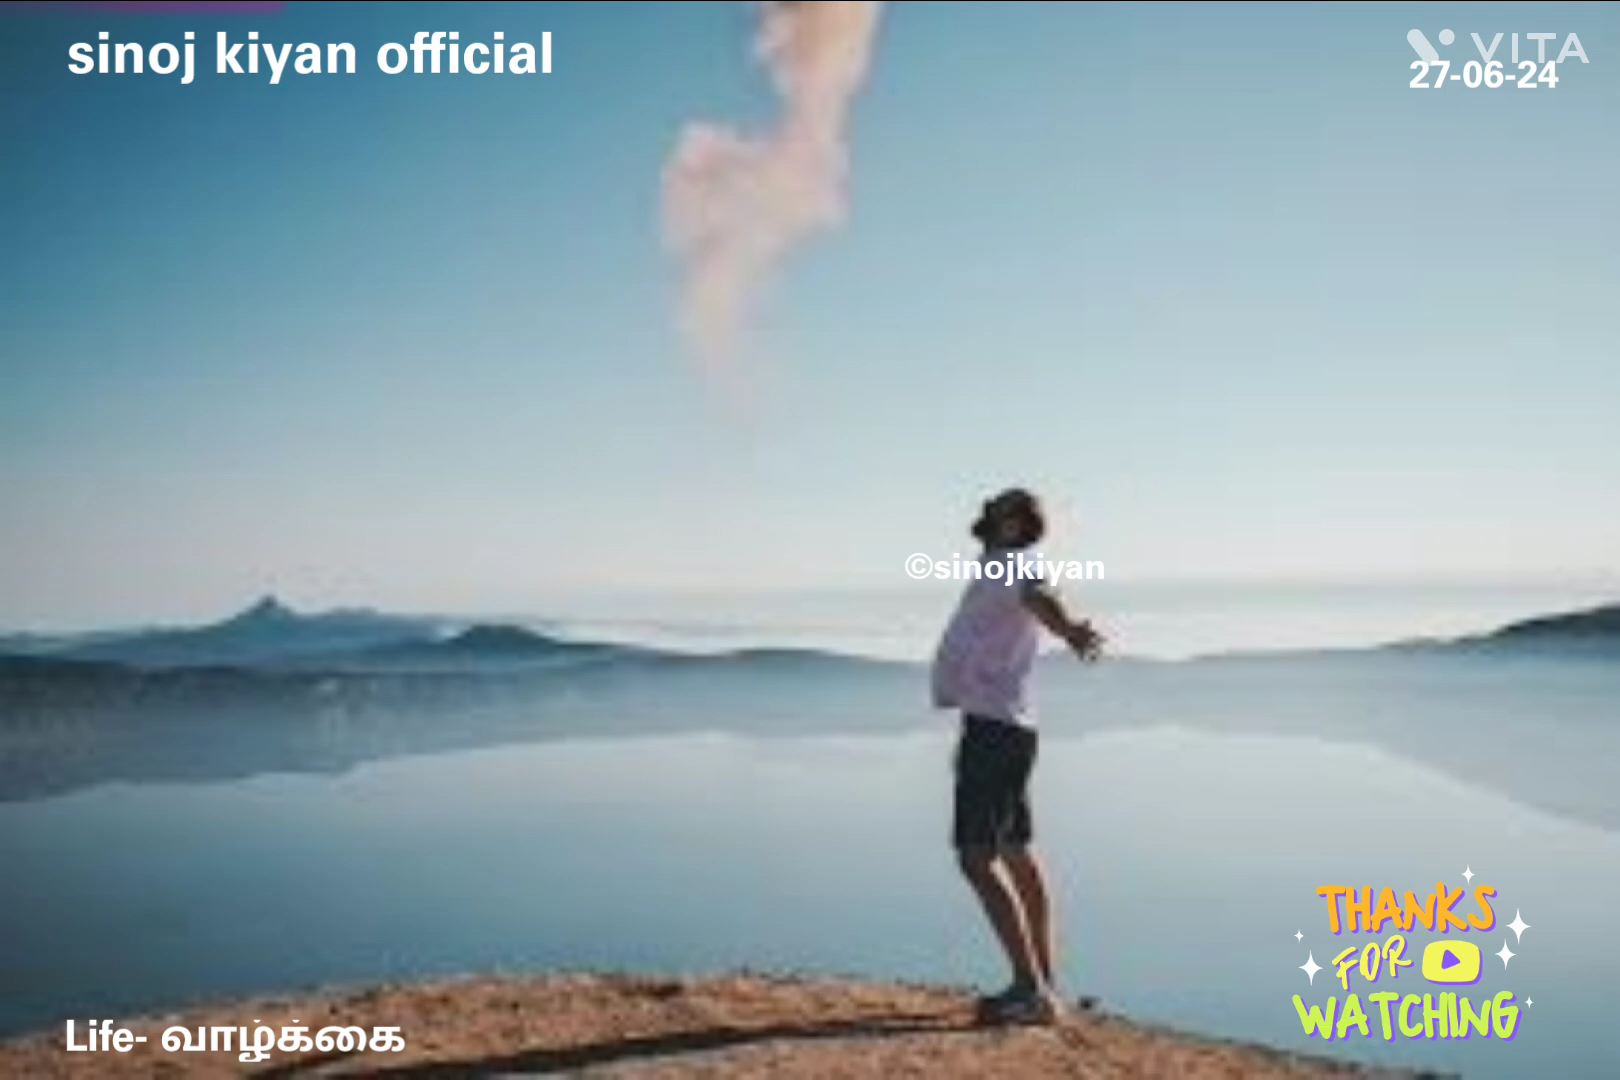 sinoj kiyan official
VITA
27-06-24
©sinojkiyan
THANKS
FOR
WATCHING
Life- வாழ்க்கை